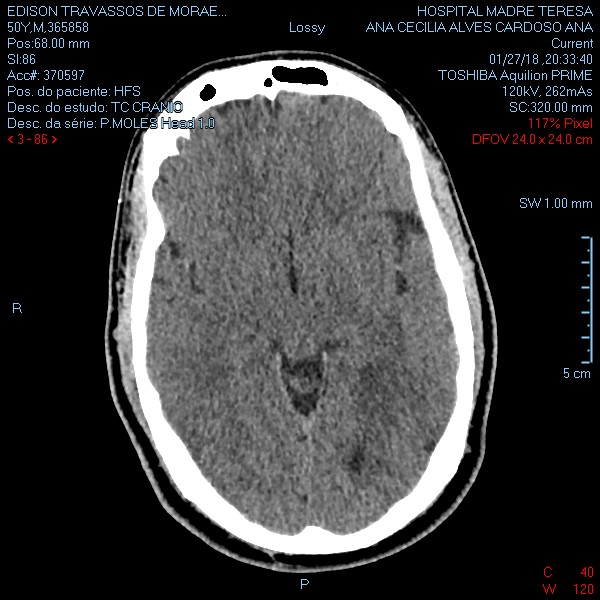 EDISON TRAVASSOS DE MORAE...
50Y,M,365858
Pos:68.00 mm
SI:86
Acc#: 370597
Pos. do paciente: HFS
Desc. do estudo: TC CRANIO
Desc. da série: P.MOLES Head 1.0
< 3 - 86 >
Lossy
HOSPITAL MADRE TERESA
ANA CECILIA ALVES CARDOSO ANA
Current
01/27/18 ,20:33:40
TOSHIBA Aquilion PRIME
120kV, 262mAs
SC:320.00 mm
117% Pixel
DFOV 24.0 x 24.0 cm
SW 1.00 mm
R
5 cm
P
C 40
W 120